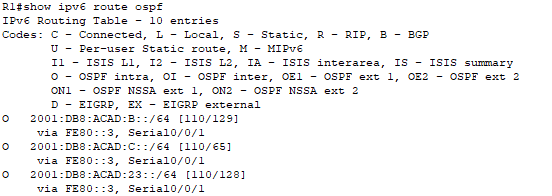 R1#show ipv6 route ospf
IPv6 Routing Table - 10 entries
Codes: C - Connected, L - Local, S - Static, R - RIP, B - BGP
U - Per-user Static route, M - MIPv6
I1 - ISIS L1, I2 - ISIS L2, IA - ISIS interarea, IS - ISIS summary
O - OSPF intra, OI - OSPF inter, OE1 - OSPF ext 1, OE2 - OSPF ext 2
ON1 - OSPF NSSA ext 1, ON2 - OSPF NSSA ext 2
D - EIGRP, EX - EIGRP external
O 2001:DB8:ACAD:B::/64 [110/129]
via FE80::3, Serial0/0/1
O 2001:DB8:ACAD:C::/64 [110/65]
via FE80::3, Serial0/0/1
O 2001:DB8:ACAD:23::/64 [110/128]
via FE80::3, Serial0/0/1